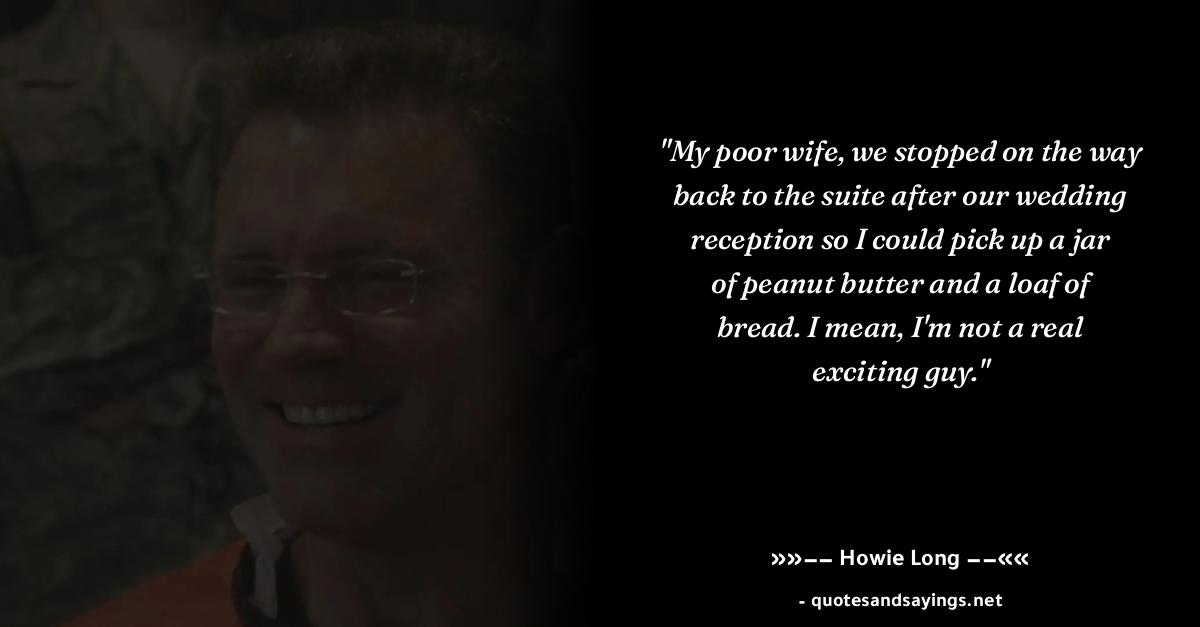 "My poor wife, we stopped on the way
back to the suite after our wedding
reception so I could pick up a jar
of peanut butter and a loaf of
bread. I mean, I'm not a real
exciting guy."
»»–– Howie Long ––««
- quotesandsayings.net